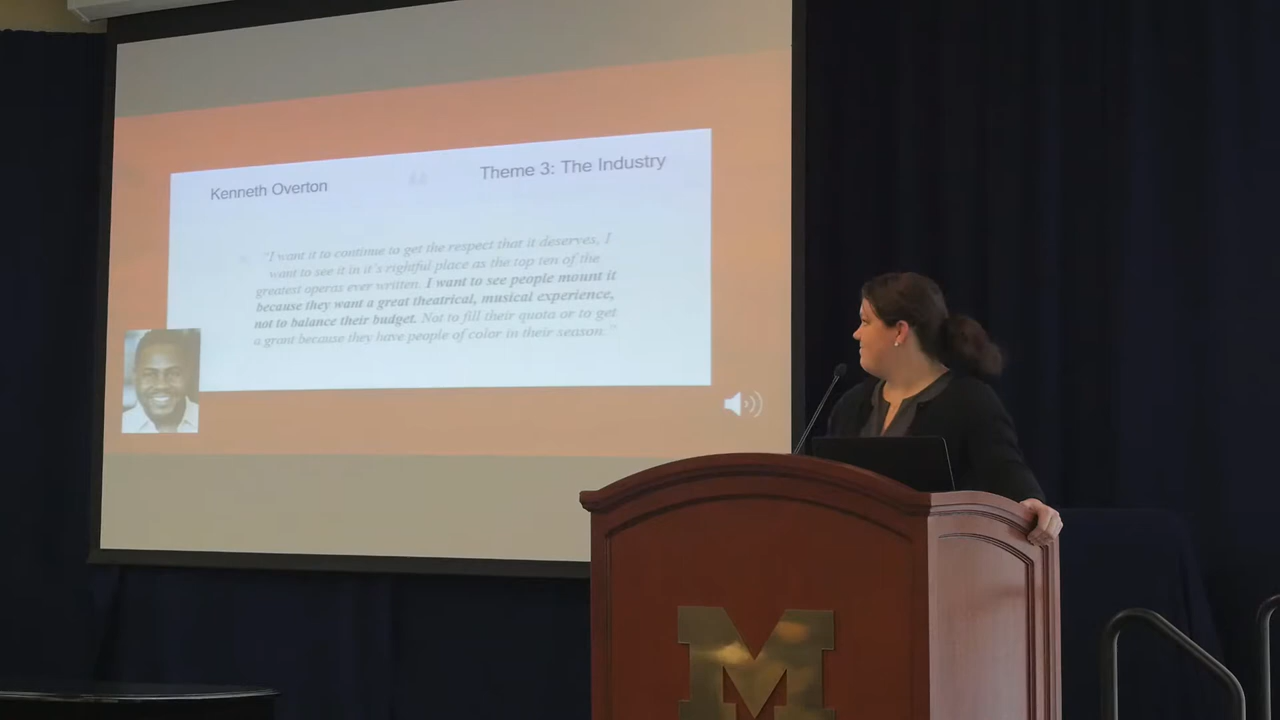 Kenneth Overton
Theme 3: The Industry
"I want it to continue to get the respect that it deserves, I
want to see it in it's rightful place as the top ten of the
greatest operas ever written. I want to see people mount it
because they want a great theatrical, musical experience,
not to balance their budget. Not to fill their quota or to get
a grant because they have people of color in their season."
M